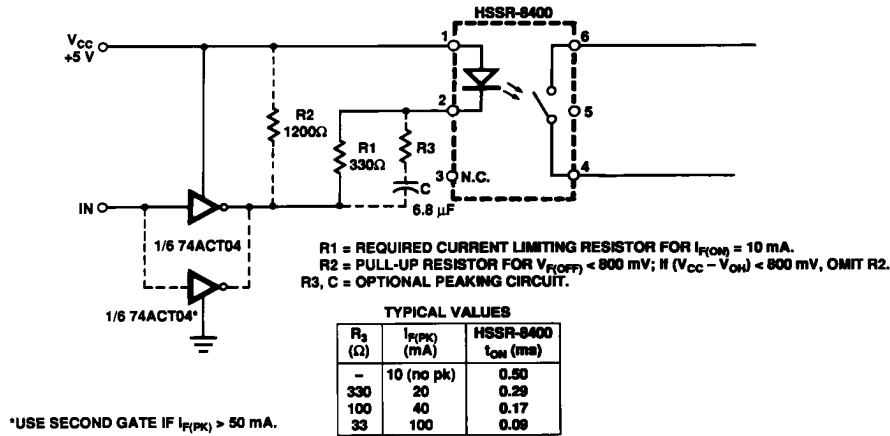 HSSR-8400
VCC
+5 V
1
6
R2
1200Ω
2
5
R1
330Ω
R3
3 N.C.
4
C
6.8 μF
IN
1/6 74ACT04
1/6 74ACT04*
R1 = REQUIRED CURRENT LIMITING RESISTOR FOR IF(ON) = 10 mA.
R2 = PULL-UP RESISTOR FOR VF(OFF) < 800 mV; If (VCC – VOH) < 800 mV, OMIT R2.
R3, C = OPTIONAL PEAKING CIRCUIT.
TYPICAL VALUES
R3 (Ω) IF(PK) (mA) HSSR-8400 tON (ms)
– 10 (no pk) 0.50
330 20 0.29
100 40 0.17
33 100 0.09
*USE SECOND GATE IF IF(PK) > 50 mA.